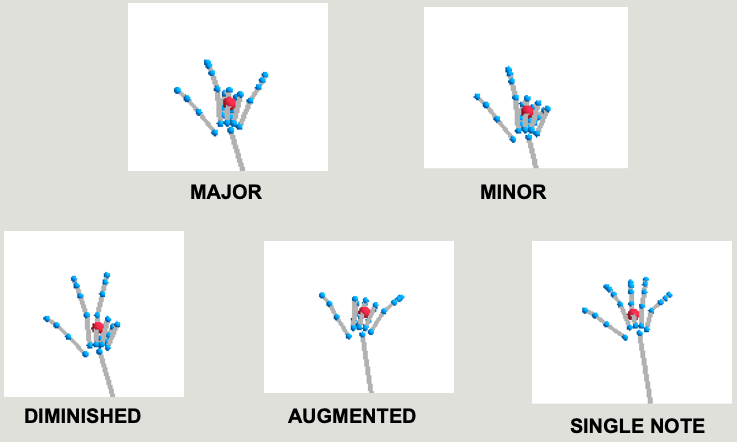 MAJOR
MINOR
DIMINISHED
AUGMENTED
SINGLE NOTE